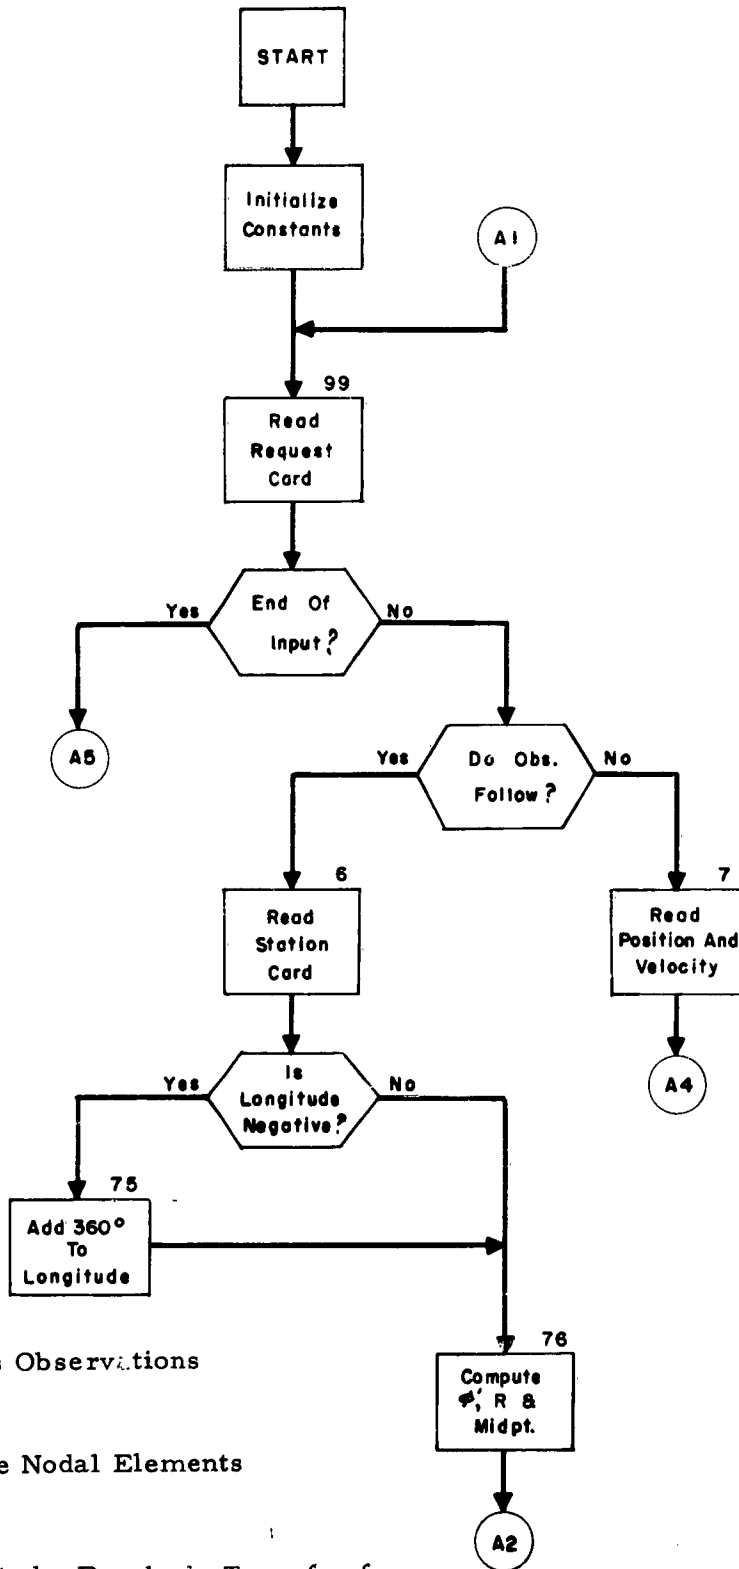 START
Initialize
Constants
A1
99
Read
Request
Card
Yes
End Of
Input?
No
A5
Yes
Do Obs.
Follow?
No
6
Read
Station
Card
7
Read
Position And
Velocity
A4
Yes
Is
Longitude
Negative?
No
75
Add 360°
To
Longitude
Observations
76
Compute
ϕ', R &
Midpt.
Nodal Elements
A2